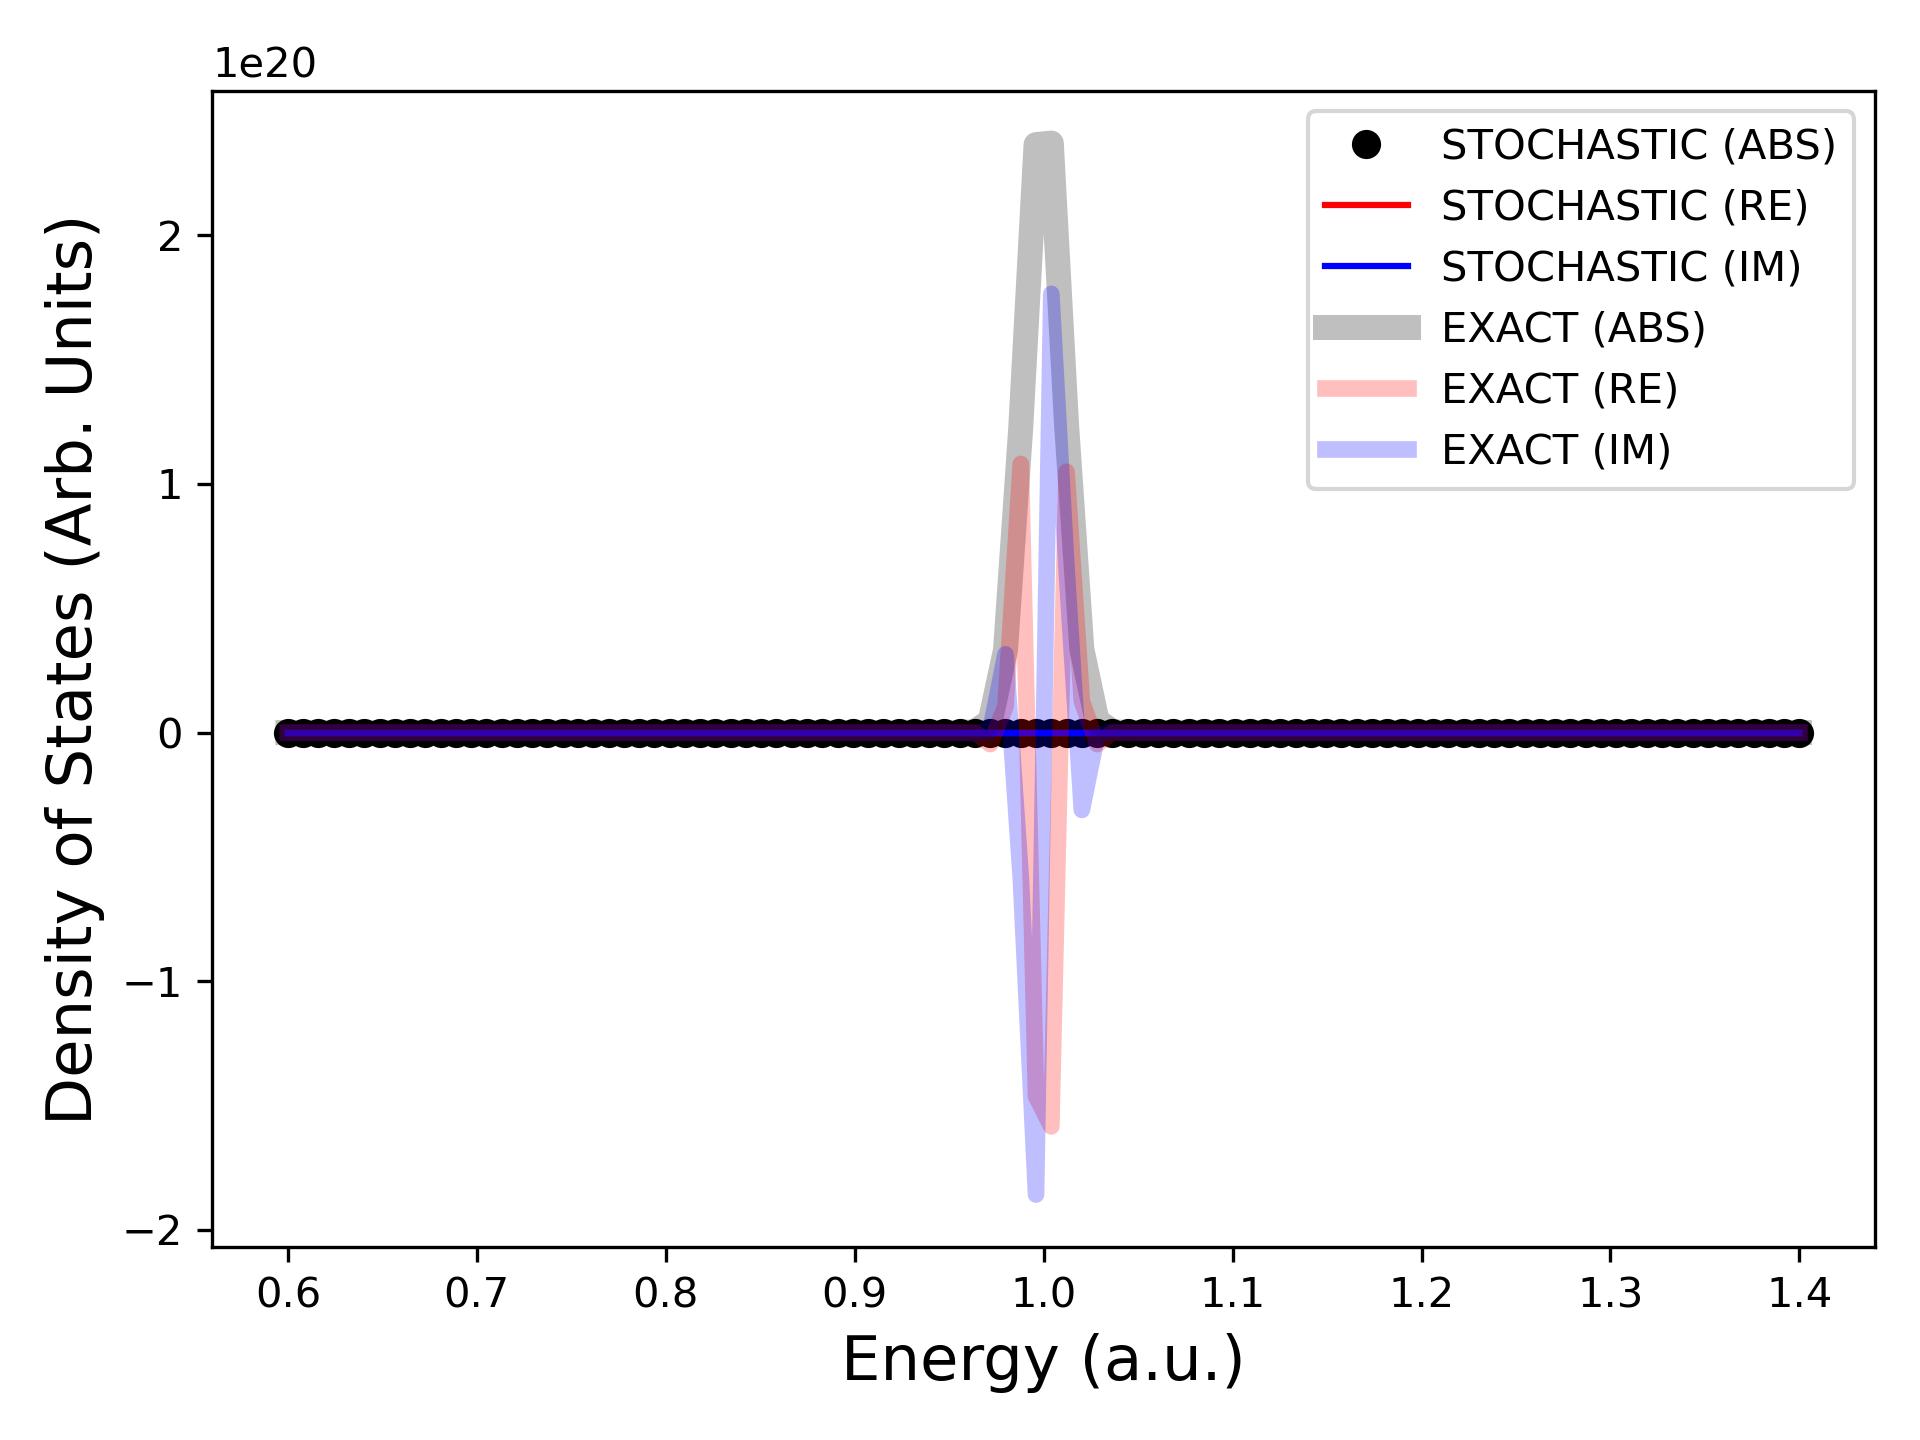 1e20
STOCHASTIC (ABS)
STOCHASTIC (RE)
STOCHASTIC (IM)
EXACT (ABS)
EXACT (RE)
EXACT (IM)
Density of States (Arb. Units)
2
1
0
−1
−2
0.6 0.7 0.8 0.9 1.0 1.1 1.2 1.3 1.4
Energy (a.u.)